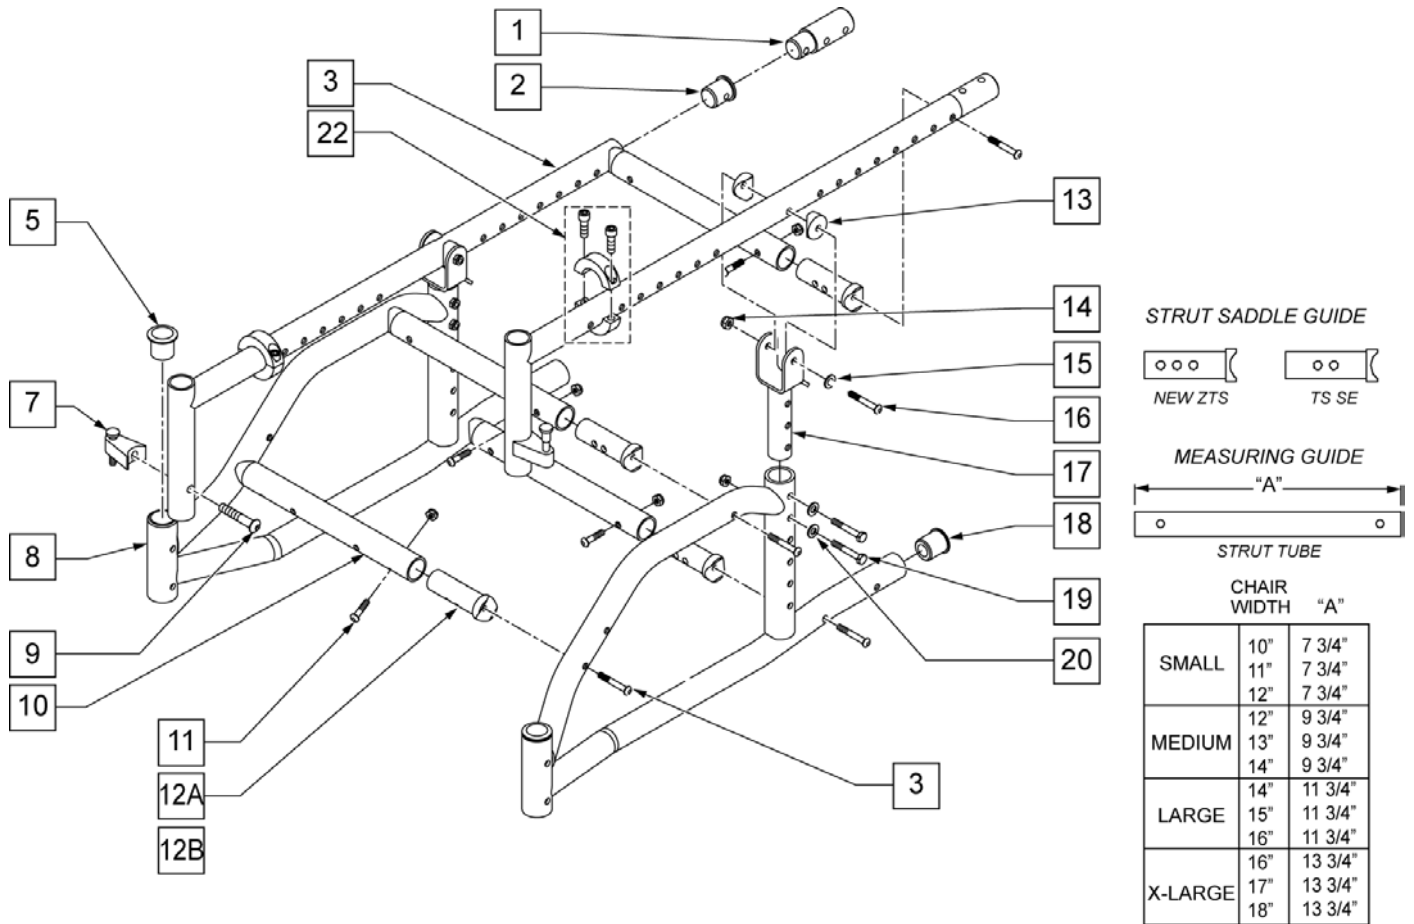 1
2
3
22
5
13
14
7
15
16
17
8
18
9
19
10
20
11
12A
12B
3
STRUT SADDLE GUIDE
NEW ZTS TS SE
MEASURING GUIDE
“A”
STRUT TUBE
CHAIR
WIDTH “A”
SMALL 10” 7 3/4”
11” 7 3/4”
12” 7 3/4”
MEDIUM 12” 9 3/4”
13” 9 3/4”
14” 9 3/4”
LARGE 14” 11 3/4”
15” 11 3/4”
16” 11 3/4”
X-LARGE 16” 13 3/4”
17” 13 3/4”
18” 13 3/4”